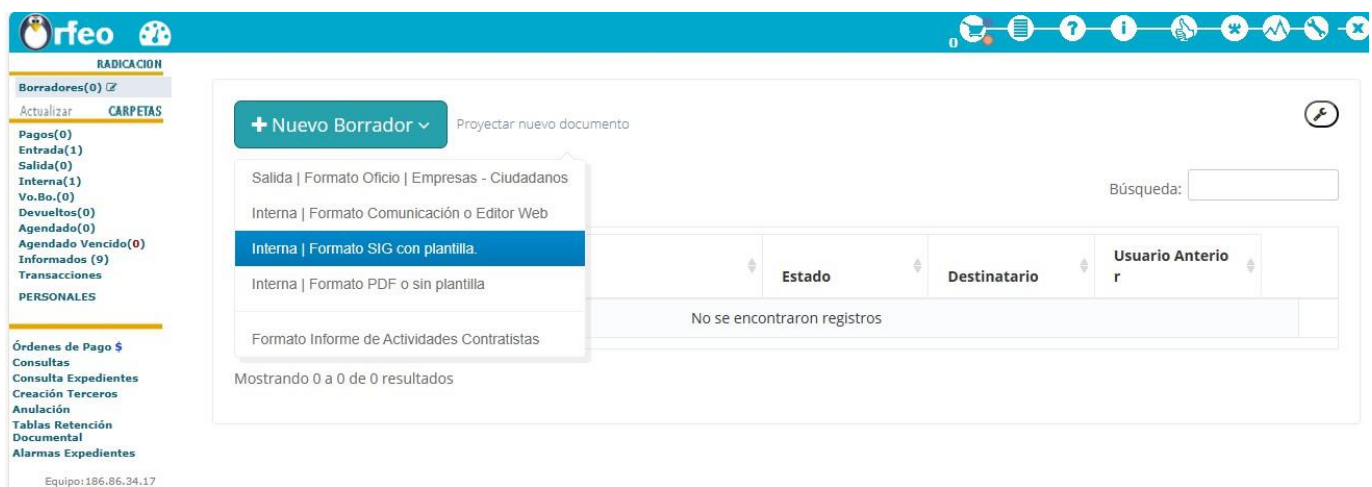 Orfeo
0
RADICACION
Borradores(0)
Actualizar CARPETAS
Pagos(0)
Entrada(1)
Salida(0)
Interna(1)
Vo.Bo.(0)
Devueltos(0)
Agendado(0)
Agendado Vencido(0)
Informados (9)
Transacciones
PERSONALES
Órdenes de Pago $
Consultas
Consulta Expedientes
Creación Terceros
Anulación
Tablas Retención
Documental
Alarmas Expedientes
Equipo:186.86.34.17
+ Nuevo Borrador
Proyectar nuevo documento
Salida | Formato Oficio | Empresas - Ciudadanos
Interna | Formato Comunicación o Editor Web
Interna | Formato SIG con plantilla.
Interna | Formato PDF o sin plantilla
Formato Informe de Actividades Contratistas
Búsqueda:
Estado
Destinatario
Usuario Anterio
r
No se encontraron registros
Mostrando 0 a 0 de 0 resultados